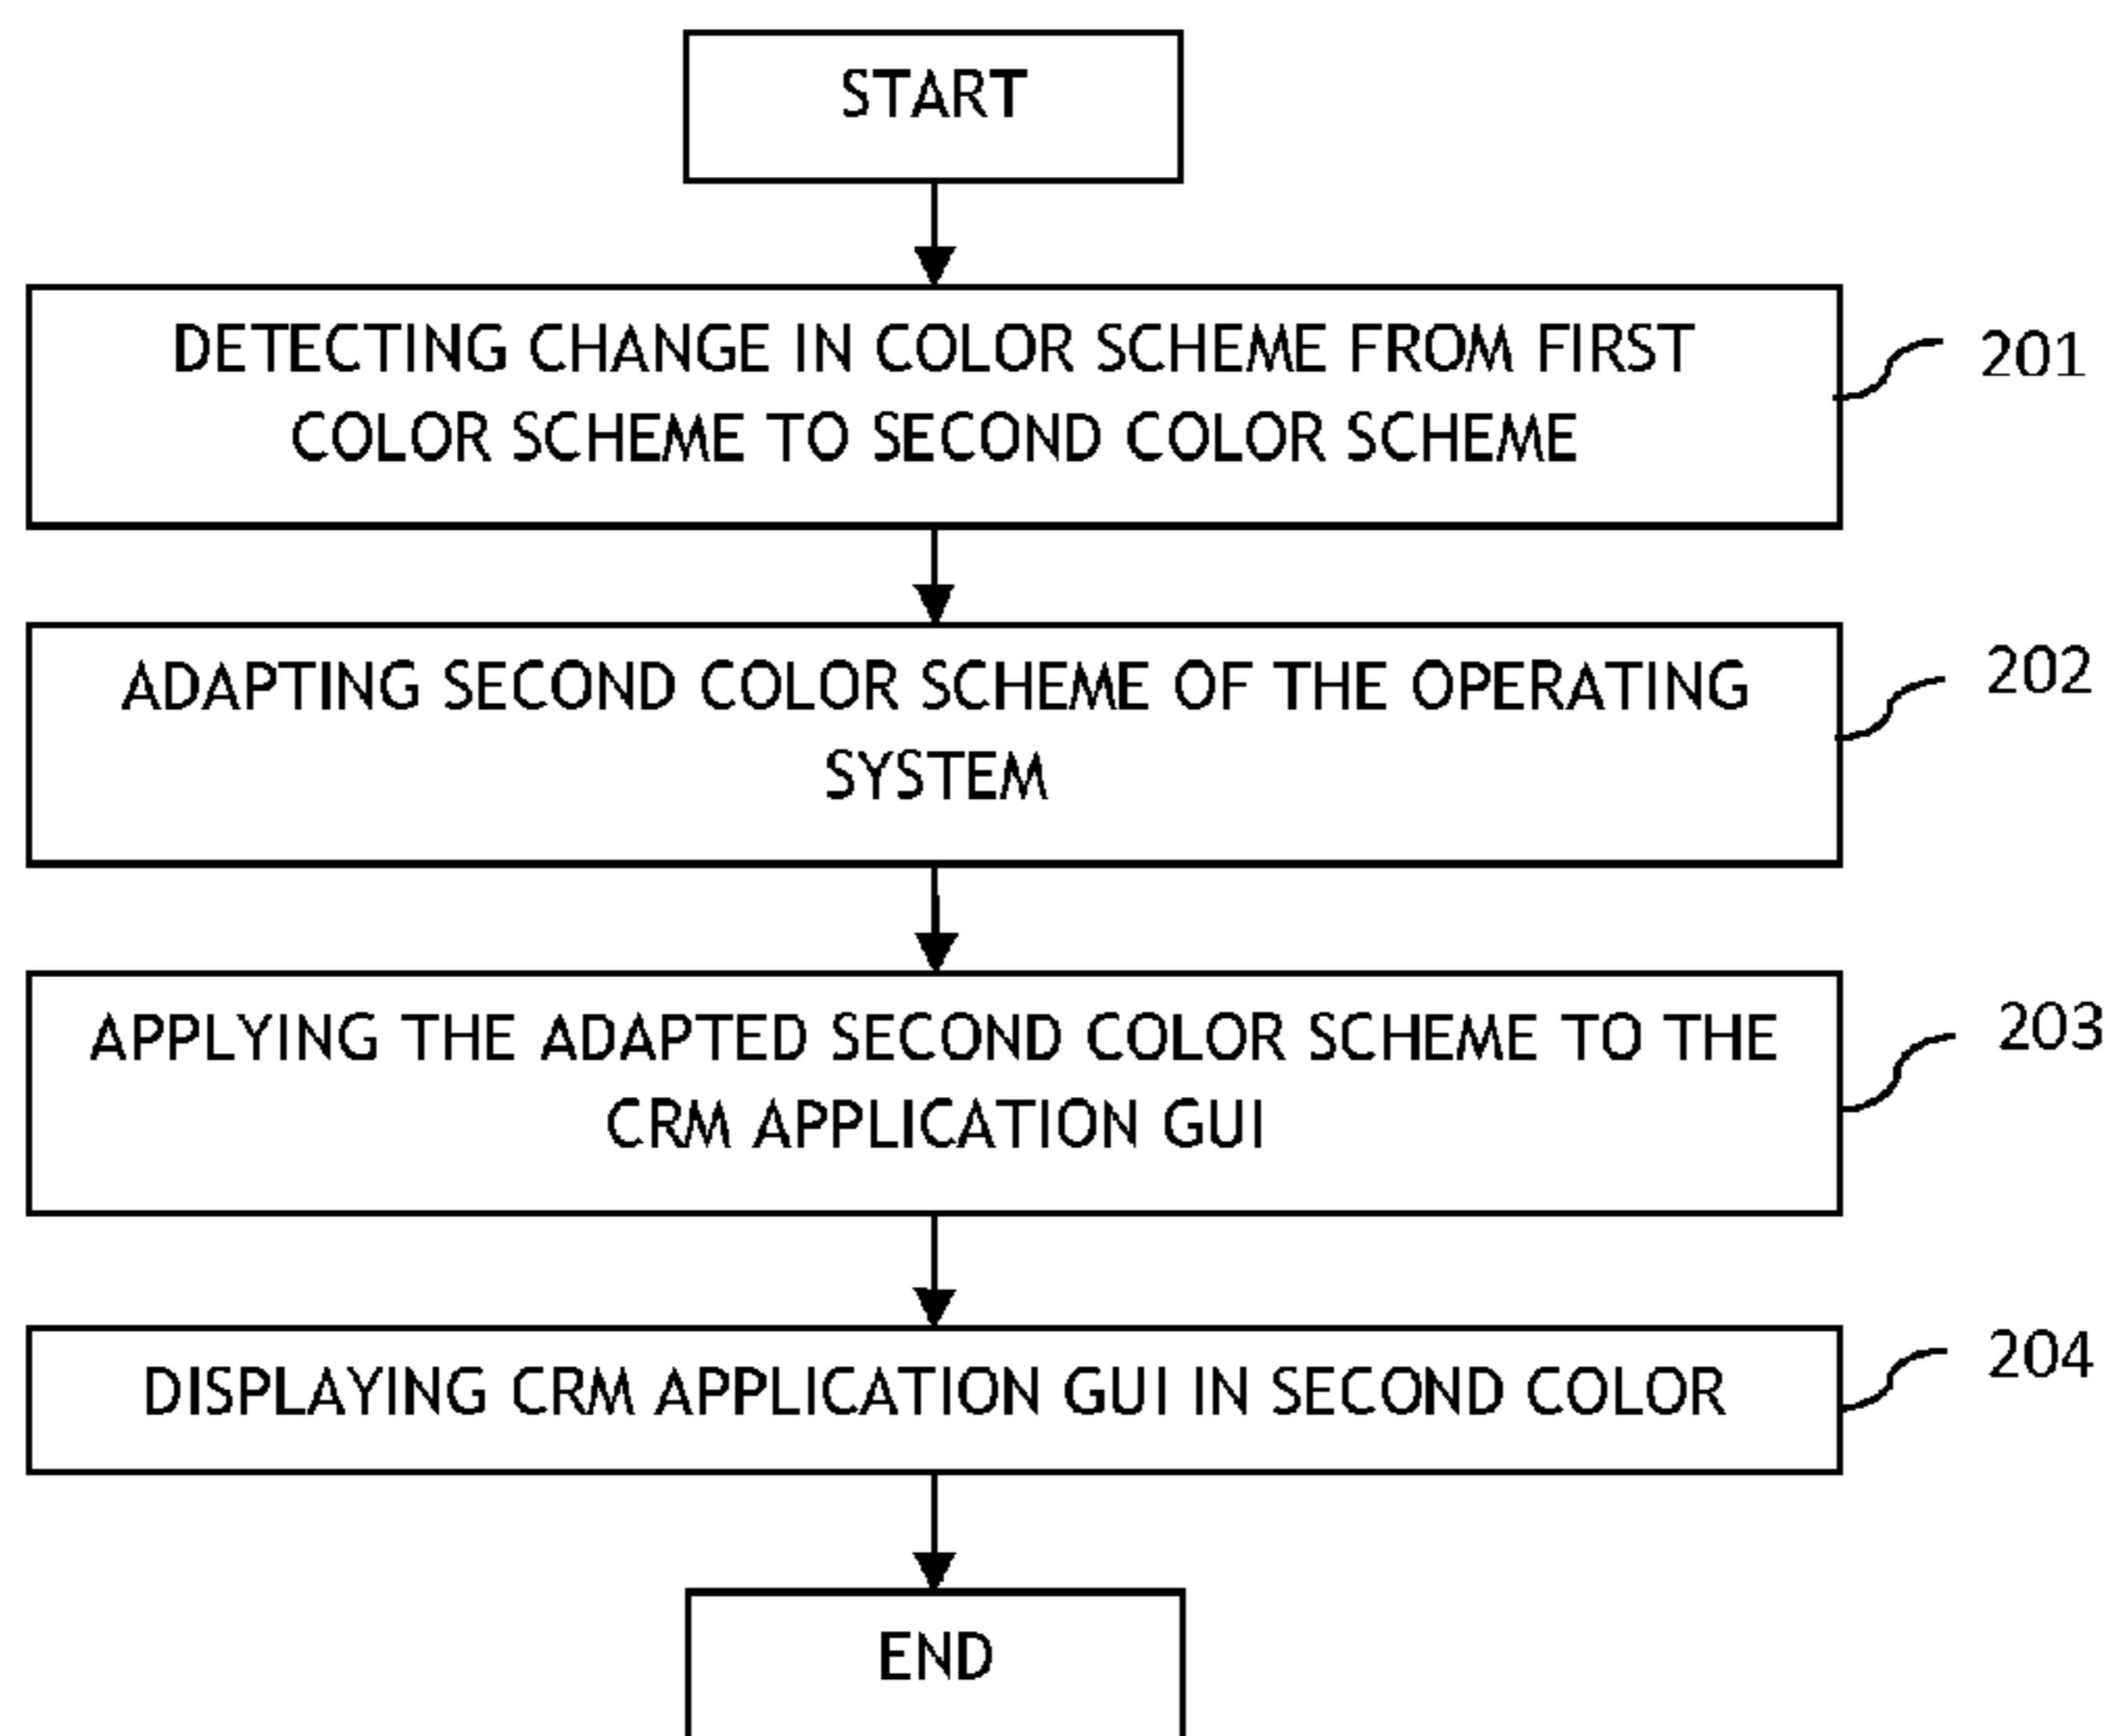 START
DETECTING CHANGE IN COLOR SCHEME FROM FIRST
COLOR SCHEME TO SECOND COLOR SCHEME
201
ADAPTING SECOND COLOR SCHEME OF THE OPERATING
SYSTEM
202
APPLYING THE ADAPTED SECOND COLOR SCHEME TO THE
CRM APPLICATION GUI
203
DISPLAYING CRM APPLICATION GUI IN SECOND COLOR
204
END